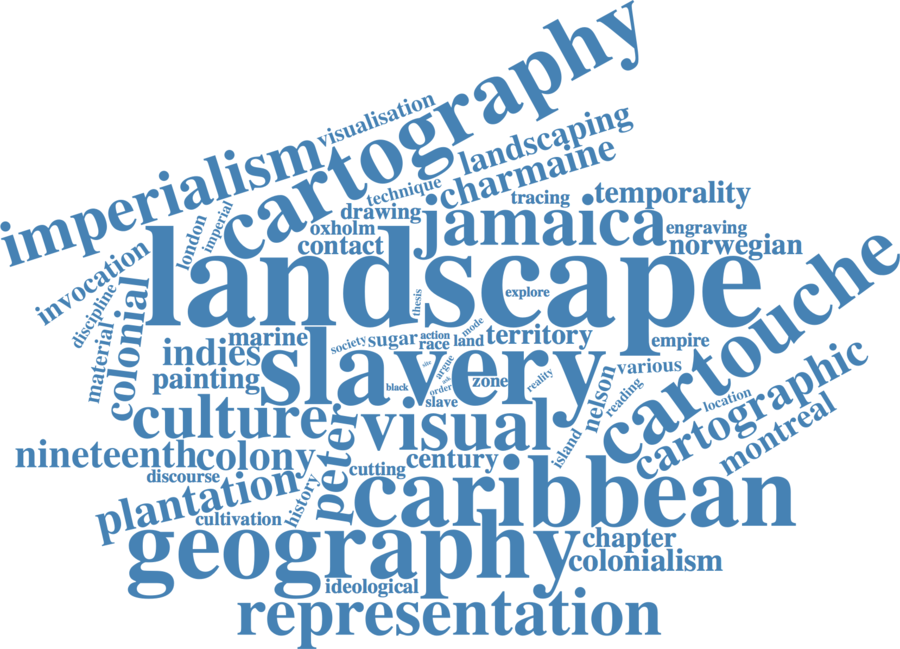 cartography
visualisation
imperialism
landscaping
charmaine
technique
tracing
temporality
london
imperial
drawing
oxholm
contact
jamaica
engraving
norwegian
invocation
landscape
cartouche
discipline
material
colonial
thesis
explore
marine
society
sugar
action
race
mode
land
territory
empire
indies
painting
slavery
black
site
argue
order
slave
zone
reality
nelson
various
reading
location
cartographic
montreal
culture
visual
island
nineteenth
colony
peter
cutting
century
discourse
plantation
history
cultivation
caribbean
geography
chapter
colonialism
ideological
representation